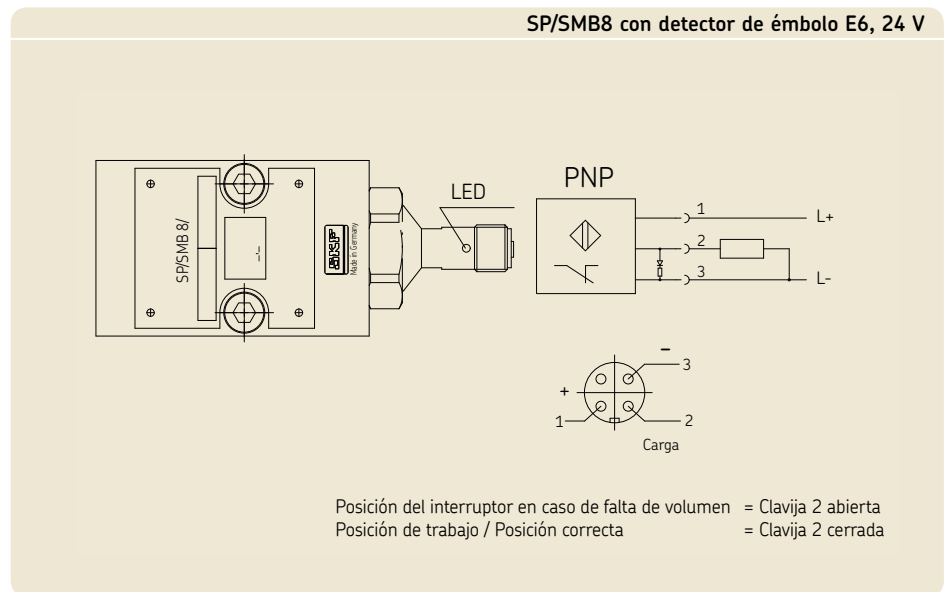 SP/SMB8 con detector de émbolo E6, 24 V
SP/SMB 8/
Made in Germany
LED
PNP
1
L+
2
3
L-
−
3
+
1
2
Carga
Posición del interruptor en caso de falta de volumen = Clavija 2 abierta
Posición de trabajo / Posición correcta = Clavija 2 cerrada